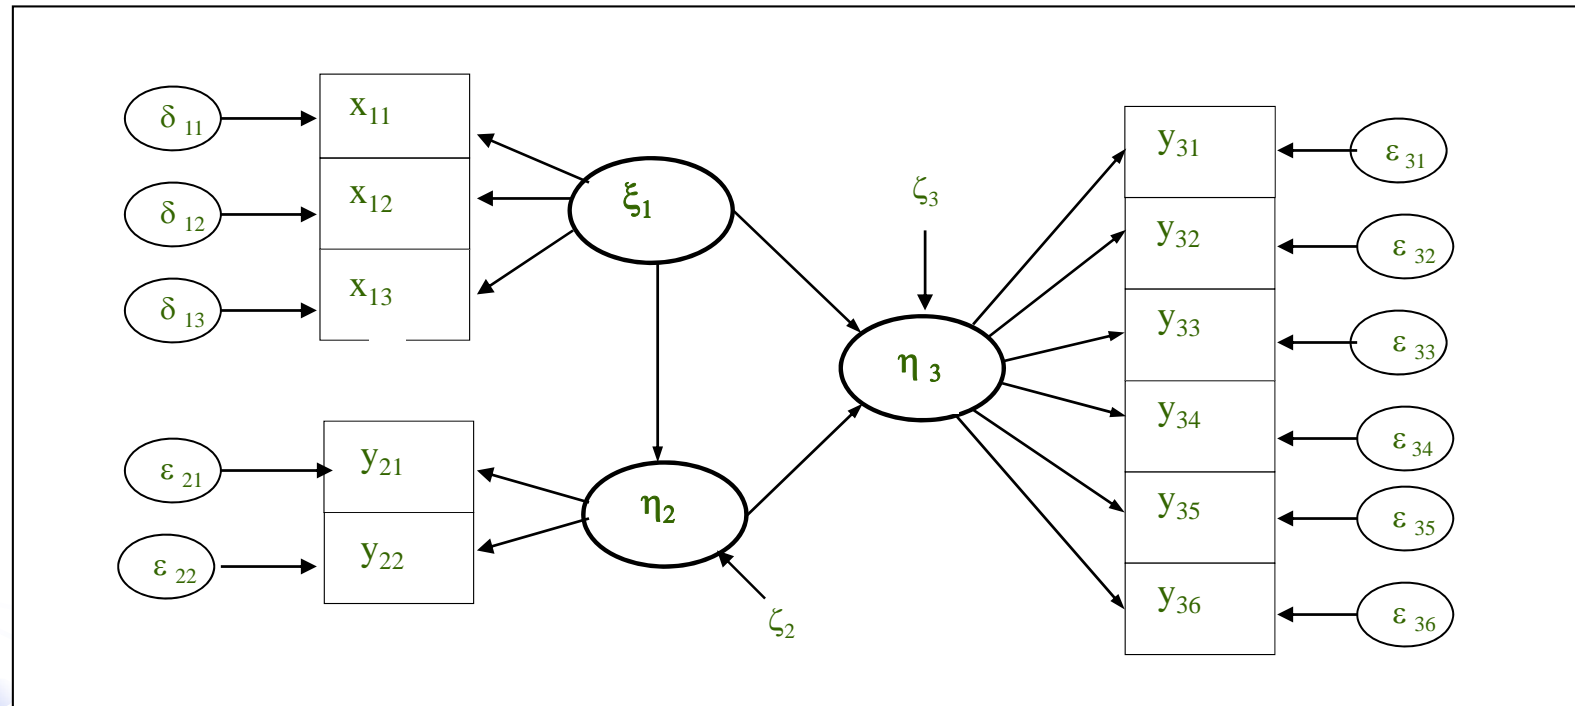 δ 11
x11
δ 12
x12
δ 13
x13
ξ1
ζ3
η 3
y31
ε 31
y32
ε 32
y33
ε 33
y34
ε 34
y35
ε 35
y36
ε 36
ε 21
y21
ε 22
y22
η2
ζ2